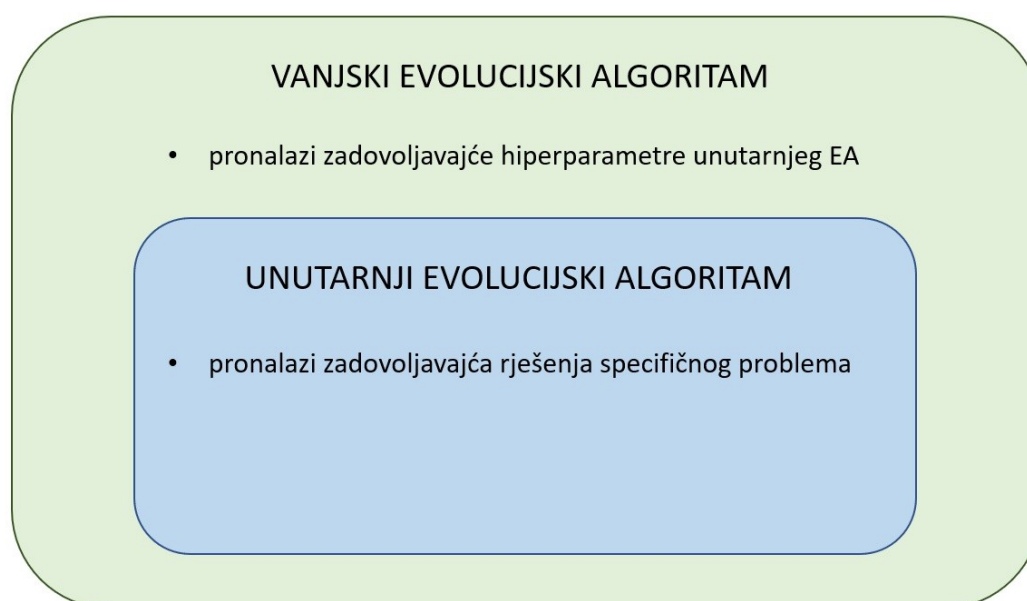 VANJSKI EVOLUCIJSKI ALGORITAM
• pronalazi zadovoljavajće hiperparametre unutarnjeg EA
UNUTARNJI EVOLUCIJSKI ALGORITAM
• pronalazi zadovoljavajća rješenja specifičnog problema